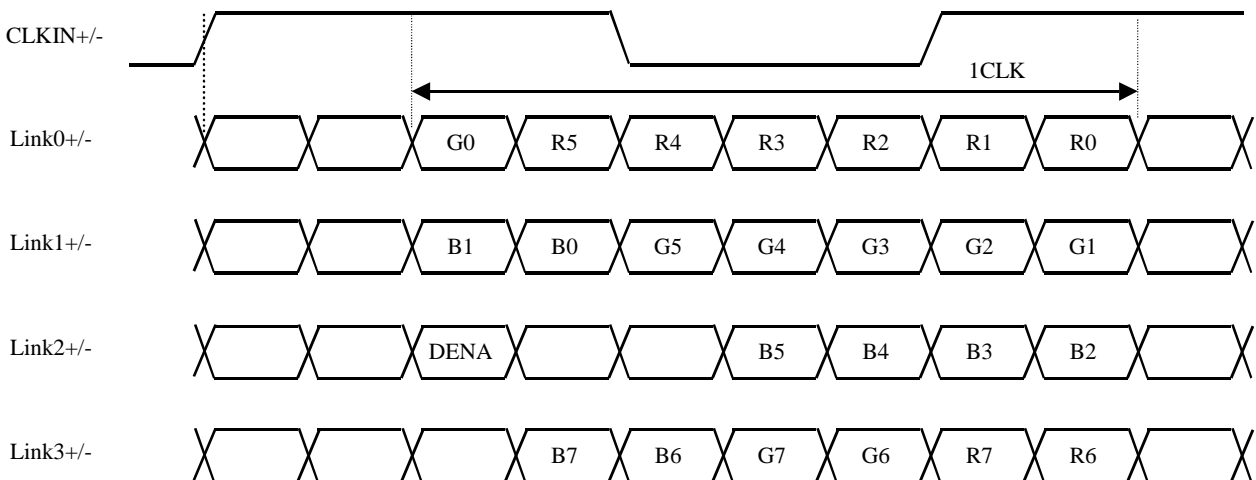 CLKIN+/-
1CLK
Link0+/- G0 R5 R4 R3 R2 R1 R0
Link1+/- B1 B0 G5 G4 G3 G2 G1
Link2+/- DENA B5 B4 B3 B2
Link3+/- B7 B6 G7 G6 R7 R6